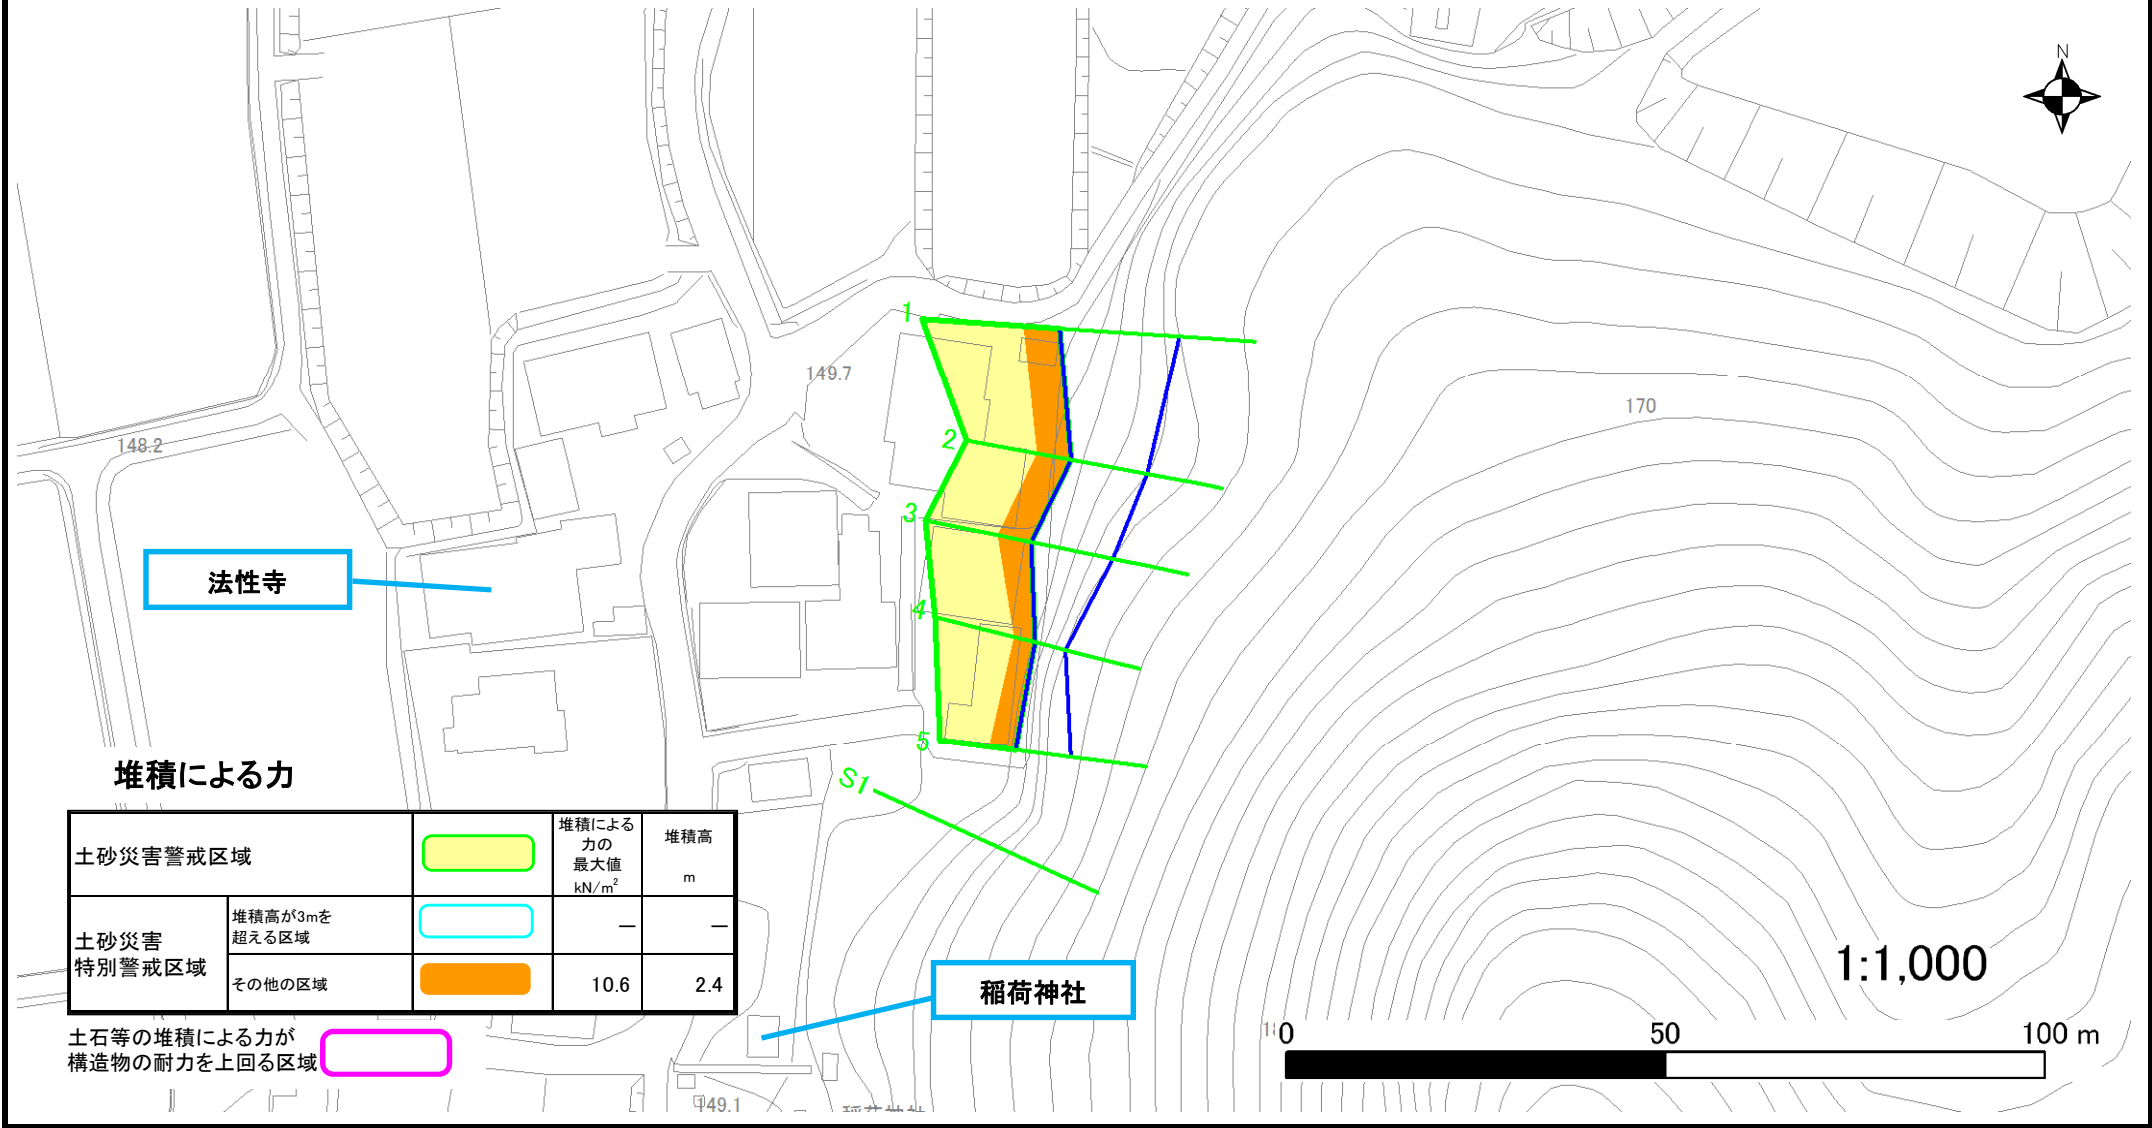 N
1
149.7
170
2
148.2
3
法性寺
4
5
S1
堆積による力
土砂災害警戒区域
堆積による
力の
最大値
kN/m²
堆積高
m
土砂災害
特別警戒区域
堆積高が3mを
超える区域
—
—
その他の区域
10.6
2.4
土石等の堆積による力が
構造物の耐力を上回る区域
稲荷神社
1:1,000
0
50
100 m
149.1
稲荷神社